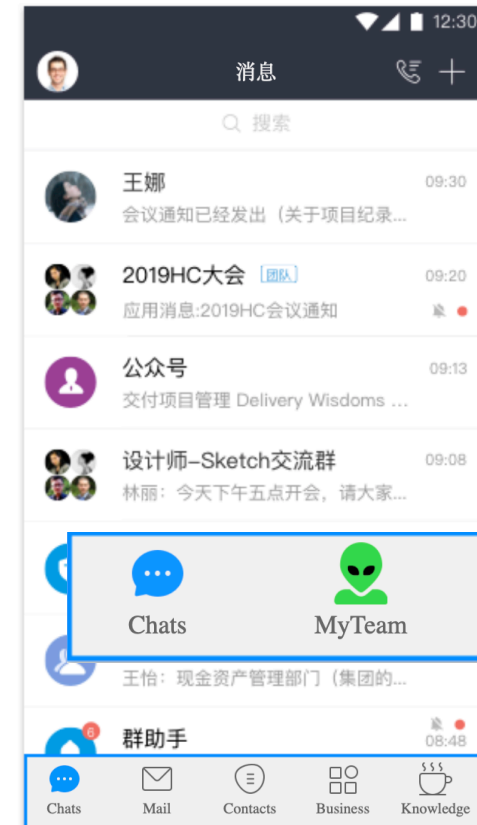 12:30
消息
搜索
王娜
09:30
会议通知已经发出（关于项目纪录...
2019HC大会 团队
09:20
应用消息:2019HC会议通知
公众号
09:13
交付项目管理 Delivery Wisdoms ...
设计师-Sketch交流群
09:08
林丽：今天下午五点开会，请大家...
Chats
MyTeam
王怡：现金资产管理部门（集团的...
6
群助手
08:48
Chats
Mail
Contacts
Business
Knowledge